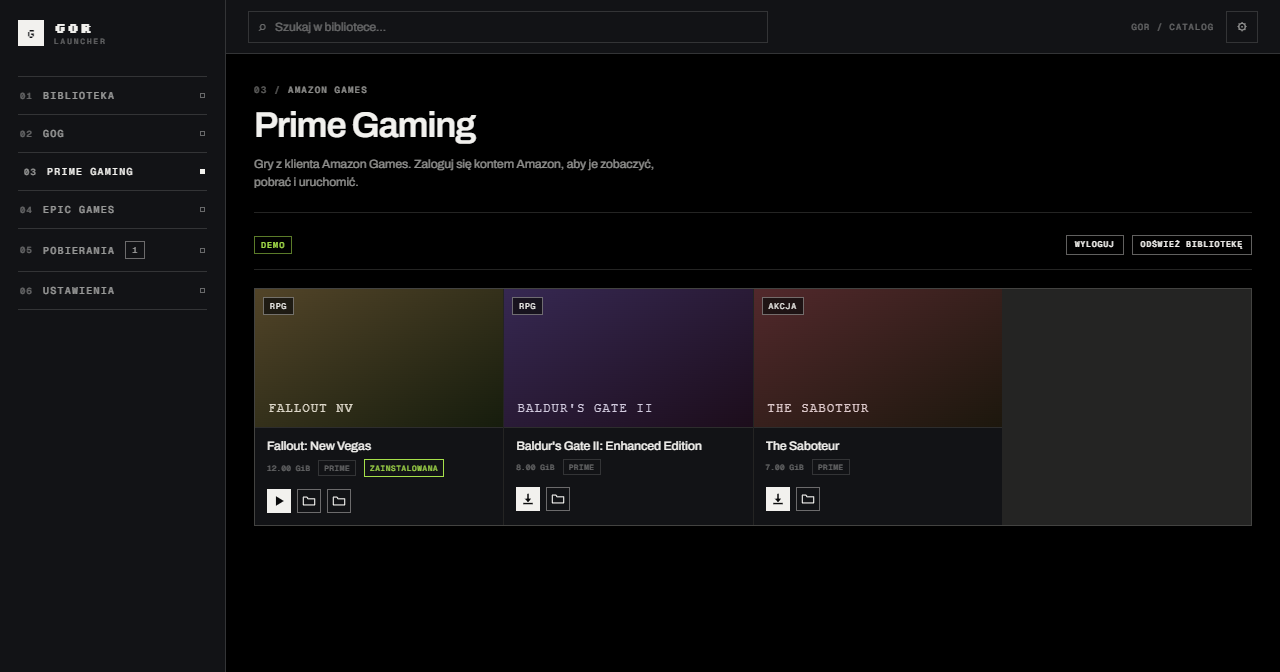 G GOR
LAUNCHER
Szukaj w bibliotece...
GOR / CATALOG
01 BIBLIOTEKA
02 GOG
03 PRIME GAMING
04 EPIC GAMES
05 POBIERANIA 1
06 USTAWIENIA
03 / AMAZON GAMES
Prime Gaming
Gry z klienta Amazon Games. Zaloguj się kontem Amazon, aby je zobaczyć,
pobrać i uruchomić.
DEMO
WYLOGUJ
ODŚWIEŻ BIBLIOTEKĘ
RPG
FALLOUT NV
Fallout: New Vegas
12.00 GiB PRIME ZAINSTALOWANA
RPG
BALDUR'S GATE II
Baldur's Gate II: Enhanced Edition
8.00 GiB PRIME
AKCJA
THE SABOTEUR
The Saboteur
7.00 GiB PRIME